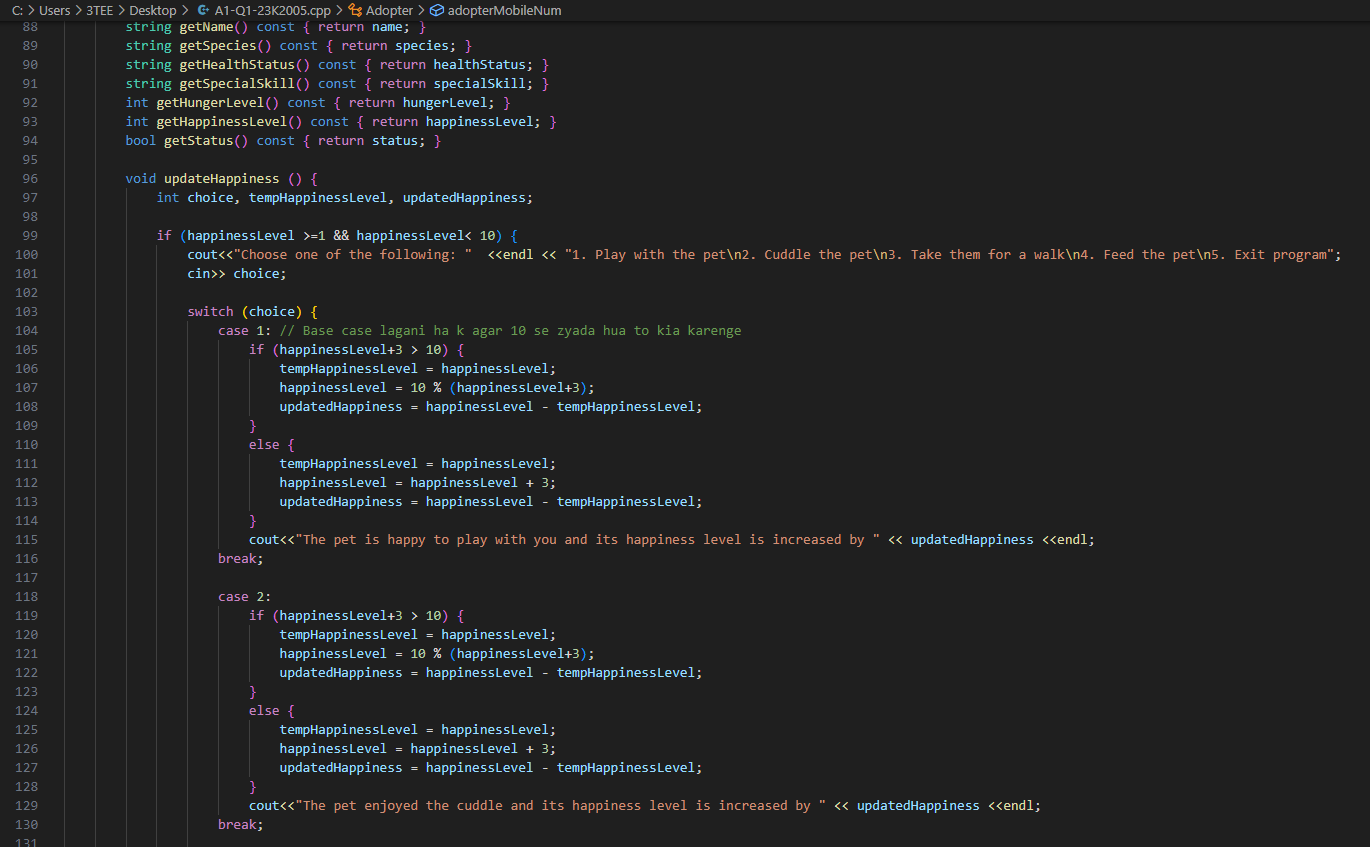 C: > Users > 3TEE > Desktop > A1-Q1-23K2005.cpp > Adopter > adopterMobileNum
88 string getName() const { return name; }
89 string getSpecies() const { return species; }
90 string getHealthStatus() const { return healthStatus; }
91 string getSpecialSkill() const { return specialSkill; }
92 int getHungerLevel() const { return hungerLevel; }
93 int getHappinessLevel() const { return happinessLevel; }
94 bool getStatus() const { return status; }
95
96 void updateHappiness () {
97 int choice, tempHappinessLevel, updatedHappiness;
98
99 if (happinessLevel >=1 && happinessLevel< 10) {
100 cout<<"Choose one of the following: "  <<endl << "1. Play with the pet\n2. Cuddle the pet\n3. Take them for a walk\n4. Feed the pet\n5. Exit program";
101 cin>> choice;
102
103 switch (choice) {
104 case 1: // Base case lagani ha k agar 10 se zyada hua to kia karenge
105 if (happinessLevel+3 > 10) {
106 tempHappinessLevel = happinessLevel;
107 happinessLevel = 10 % (happinessLevel+3);
108 updatedHappiness = happinessLevel - tempHappinessLevel;
109 }
110 else {
111 tempHappinessLevel = happinessLevel;
112 happinessLevel = happinessLevel + 3;
113 updatedHappiness = happinessLevel - tempHappinessLevel;
114 }
115 cout<<"The pet is happy to play with you and its happiness level is increased by " << updatedHappiness <<endl;
116 break;
117
118 case 2:
119 if (happinessLevel+3 > 10) {
120 tempHappinessLevel = happinessLevel;
121 happinessLevel = 10 % (happinessLevel+3);
122 updatedHappiness = happinessLevel - tempHappinessLevel;
123 }
124 else {
125 tempHappinessLevel = happinessLevel;
126 happinessLevel = happinessLevel + 3;
127 updatedHappiness = happinessLevel - tempHappinessLevel;
128 }
129 cout<<"The pet enjoyed the cuddle and its happiness level is increased by " << updatedHappiness <<endl;
130 break;
131